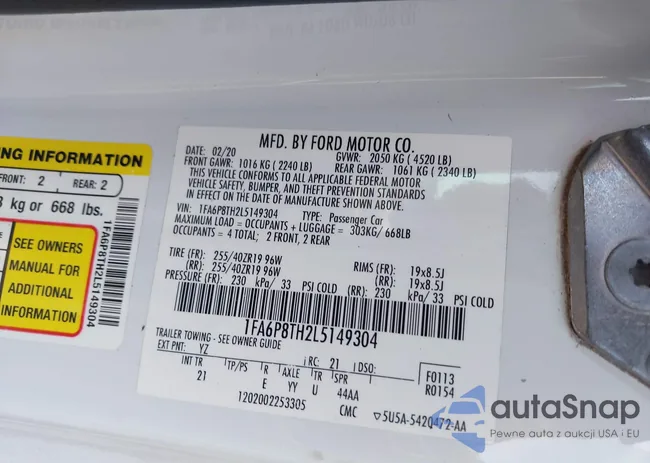 NG INFORMATION
FRONT: 2 REAR: 2
3 kg or 668 lbs.
SEE OWNERS
MANUAL FOR
ADDITIONAL
INFORMATION
1FA6P8TH2L5149304
MFD. BY FORD MOTOR CO.
DATE: 02/20 GVWR: 2050 KG (4520 LB)
FRONT GAWR: 1016 KG (2240 LB) REAR GAWR: 1061 KG (2340 LB)
THIS VEHICLE CONFORMS TO ALL APPLICABLE FEDERAL MOTOR
VEHICLE SAFETY, BUMPER, AND THEFT PREVENTION STANDARDS
IN EFFECT ON THE DATE OF MANUFACTURE SHOWN ABOVE.
VIN: 1FA6P8TH2L5149304 TYPE: Passenger Car
MAXIMUM LOAD = OCCUPANTS + LUGGAGE = 303KG/668LB
OCCUPANTS = 4 TOTAL; 2 FRONT, 2 REAR
TIRE (FR): 255/40ZR19 96W RIMS (FR): 19x8.5J
(RR): 255/40ZR19 96W (RR): 19x8.5J
PRESSURE (FR): 230 kPa/ 33 PSI COLD (RR): 230 kPa/ 33 PSI COLD
1FA6P8TH2L5149304
TRAILER TOWING - SEE OWNER GUIDE
EXT PNT: YZ RC: 21 DSO: F0113
INT TR TP/PS R AXLE TR SPR R0154
21 E YY U 44AA
1202002253305 CMC 5U5A-5420472-AA
autaSnap
Pewne auta z aukcji USA i EU